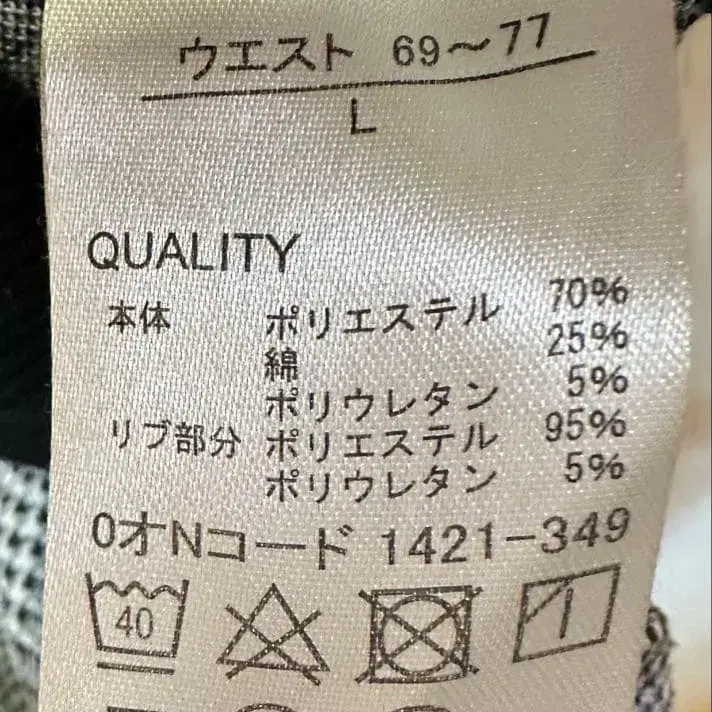 ウエスト 69～77
L
QUALITY
本体 ポリエステル 70%
綿 25%
ポリウレタン 5%
リブ部分 ポリエステル 95%
ポリウレタン 5%
0オNコード 1421-349
40